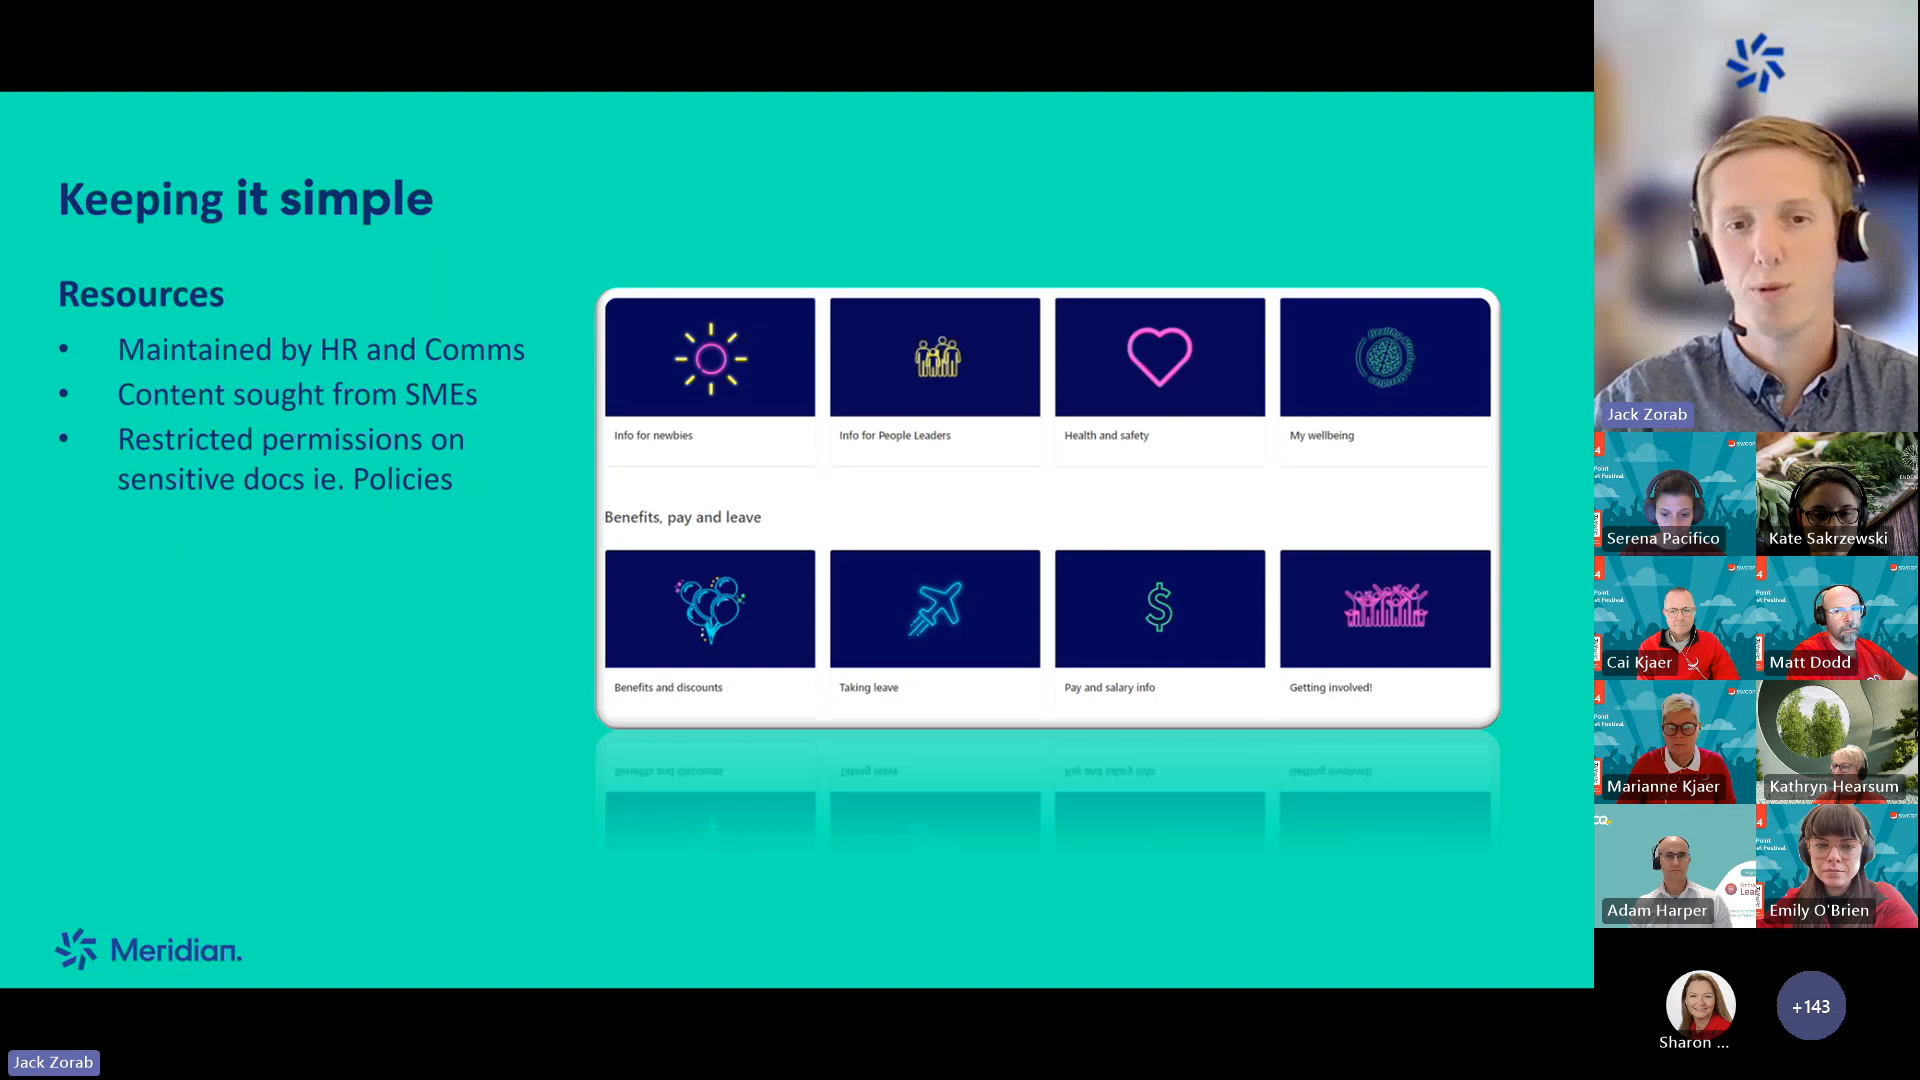 Keeping it simple
Resources
• Maintained by HR and Comms
• Content sought from SMEs
• Restricted permissions on
sensitive docs ie. Policies
Info for newbies
Info for People Leaders
Health and safety
My wellbeing
Benefits, pay and leave
Benefits and discounts
Taking leave
Pay and salary info
Getting involved!
Meridian.
Jack Zorab
Jack Zorab
Serena Pacifico
Kate Sakrzewski
Cai Kjaer
Matt Dodd
Marianne Kjaer
Kathryn Hearsum
Adam Harper
Emily O'Brien
Sharon ...
+143